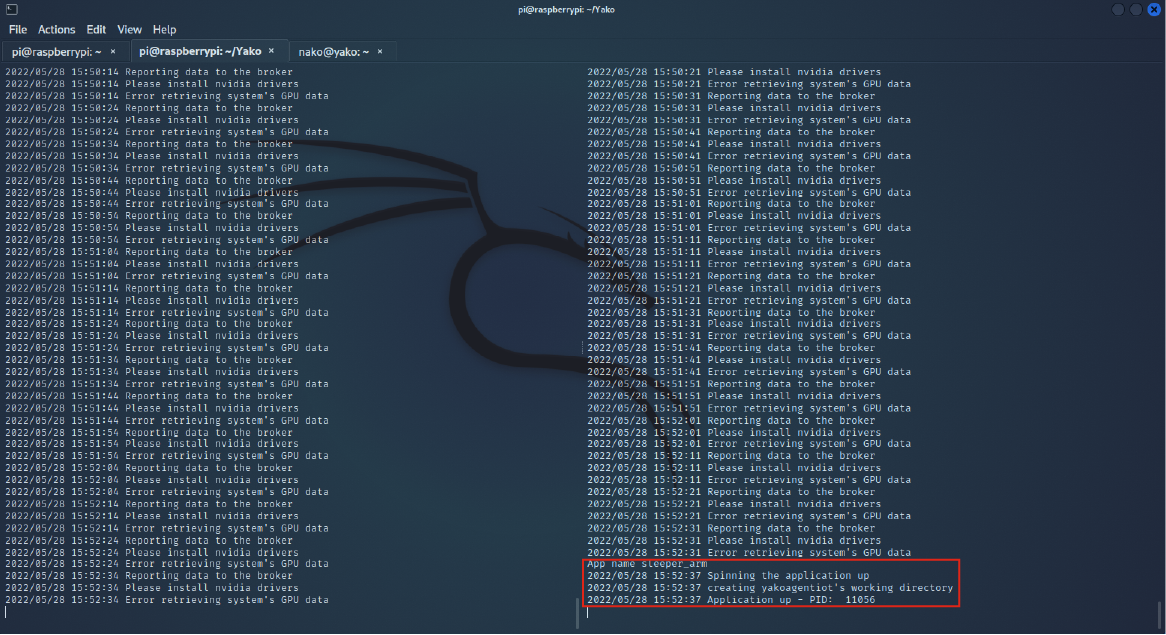 pi@raspberrypi: ~/Yako
File Actions Edit View Help
pi@raspberrypi: ~ × pi@raspberrypi: ~/Yako × nako@yako: ~ ×
2022/05/28 15:50:14 Reporting data to the broker
2022/05/28 15:50:14 Please install nvidia drivers
2022/05/28 15:50:14 Error retrieving system's GPU data
2022/05/28 15:50:24 Reporting data to the broker
2022/05/28 15:50:24 Please install nvidia drivers
2022/05/28 15:50:24 Error retrieving system's GPU data
2022/05/28 15:50:34 Reporting data to the broker
2022/05/28 15:50:34 Please install nvidia drivers
2022/05/28 15:50:34 Error retrieving system's GPU data
2022/05/28 15:50:44 Reporting data to the broker
2022/05/28 15:50:44 Please install nvidia drivers
2022/05/28 15:50:44 Error retrieving system's GPU data
2022/05/28 15:50:54 Reporting data to the broker
2022/05/28 15:50:54 Please install nvidia drivers
2022/05/28 15:50:54 Error retrieving system's GPU data
2022/05/28 15:51:04 Reporting data to the broker
2022/05/28 15:51:04 Please install nvidia drivers
2022/05/28 15:51:04 Error retrieving system's GPU data
2022/05/28 15:51:14 Reporting data to the broker
2022/05/28 15:51:14 Please install nvidia drivers
2022/05/28 15:51:14 Error retrieving system's GPU data
2022/05/28 15:51:24 Reporting data to the broker
2022/05/28 15:51:24 Please install nvidia drivers
2022/05/28 15:51:24 Error retrieving system's GPU data
2022/05/28 15:51:34 Reporting data to the broker
2022/05/28 15:51:34 Please install nvidia drivers
2022/05/28 15:51:34 Error retrieving system's GPU data
2022/05/28 15:51:44 Reporting data to the broker
2022/05/28 15:51:44 Please install nvidia drivers
2022/05/28 15:51:44 Error retrieving system's GPU data
2022/05/28 15:51:54 Reporting data to the broker
2022/05/28 15:51:54 Please install nvidia drivers
2022/05/28 15:51:54 Error retrieving system's GPU data
2022/05/28 15:52:04 Reporting data to the broker
2022/05/28 15:52:04 Please install nvidia drivers
2022/05/28 15:52:04 Error retrieving system's GPU data
2022/05/28 15:52:14 Reporting data to the broker
2022/05/28 15:52:14 Please install nvidia drivers
2022/05/28 15:52:14 Error retrieving system's GPU data
2022/05/28 15:52:24 Reporting data to the broker
2022/05/28 15:52:24 Please install nvidia drivers
2022/05/28 15:52:24 Error retrieving system's GPU data
2022/05/28 15:52:34 Reporting data to the broker
2022/05/28 15:52:34 Please install nvidia drivers
2022/05/28 15:52:34 Error retrieving system's GPU data
2022/05/28 15:50:21 Please install nvidia drivers
2022/05/28 15:50:21 Error retrieving system's GPU data
2022/05/28 15:50:31 Reporting data to the broker
2022/05/28 15:50:31 Please install nvidia drivers
2022/05/28 15:50:31 Error retrieving system's GPU data
2022/05/28 15:50:41 Reporting data to the broker
2022/05/28 15:50:41 Please install nvidia drivers
2022/05/28 15:50:41 Error retrieving system's GPU data
2022/05/28 15:50:51 Reporting data to the broker
2022/05/28 15:50:51 Please install nvidia drivers
2022/05/28 15:50:51 Error retrieving system's GPU data
2022/05/28 15:51:01 Reporting data to the broker
2022/05/28 15:51:01 Please install nvidia drivers
2022/05/28 15:51:01 Error retrieving system's GPU data
2022/05/28 15:51:11 Reporting data to the broker
2022/05/28 15:51:11 Please install nvidia drivers
2022/05/28 15:51:11 Error retrieving system's GPU data
2022/05/28 15:51:21 Reporting data to the broker
2022/05/28 15:51:21 Please install nvidia drivers
2022/05/28 15:51:21 Error retrieving system's GPU data
2022/05/28 15:51:31 Reporting data to the broker
2022/05/28 15:51:31 Please install nvidia drivers
2022/05/28 15:51:31 Error retrieving system's GPU data
2022/05/28 15:51:41 Reporting data to the broker
2022/05/28 15:51:41 Please install nvidia drivers
2022/05/28 15:51:41 Error retrieving system's GPU data
2022/05/28 15:51:51 Reporting data to the broker
2022/05/28 15:51:51 Please install nvidia drivers
2022/05/28 15:51:51 Error retrieving system's GPU data
2022/05/28 15:52:01 Reporting data to the broker
2022/05/28 15:52:01 Please install nvidia drivers
2022/05/28 15:52:01 Error retrieving system's GPU data
2022/05/28 15:52:11 Reporting data to the broker
2022/05/28 15:52:11 Please install nvidia drivers
2022/05/28 15:52:11 Error retrieving system's GPU data
2022/05/28 15:52:21 Reporting data to the broker
2022/05/28 15:52:21 Please install nvidia drivers
2022/05/28 15:52:21 Error retrieving system's GPU data
2022/05/28 15:52:31 Reporting data to the broker
2022/05/28 15:52:31 Please install nvidia drivers
2022/05/28 15:52:31 Error retrieving system's GPU data
App name sleeper_arm
2022/05/28 15:52:37 Spinning the application up
2022/05/28 15:52:37 creating yakoagentiot's working directory
2022/05/28 15:52:37 Application up - PID:  11056